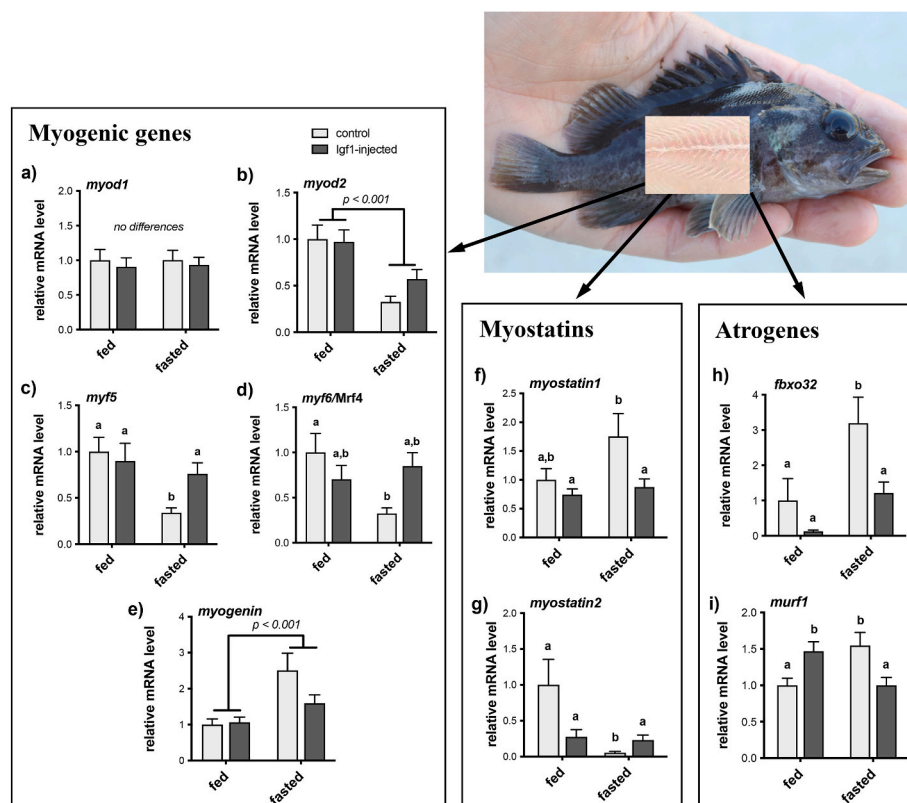 Myogenic genes
control
Igf1-injected
a)
myod1
relative mRNA level
2.0
1.5
1.0
0.5
0.0
no differences
fed
fasted
b)
myod2
relative mRNA level
1.5
1.0
0.5
0.0
p < 0.001
fed
fasted
c)
myf5
relative mRNA level
1.5
1.0
0.5
0.0
a a b a
fed
fasted
d)
myf6/Mrf4
relative mRNA level
1.5
1.0
0.5
0.0
a a,b b a,b
fed
fasted
e)
myogenin
relative mRNA level
4
3
2
1
0
p < 0.001
fed
fasted
Myostatins
f)
myostatin1
relative mRNA level
2.5
2.0
1.5
1.0
0.5
0.0
a,b a b a
fed
fasted
g)
myostatin2
relative mRNA level
2.0
1.5
1.0
0.5
0.0
a a b a
fed
fasted
Atrogenes
h)
fbxo32
relative mRNA level
5
4
3
2
1
0
a a b a
fed
fasted
i)
murf1
relative mRNA level
2.0
1.5
1.0
0.5
0.0
a b b a
fed
fasted